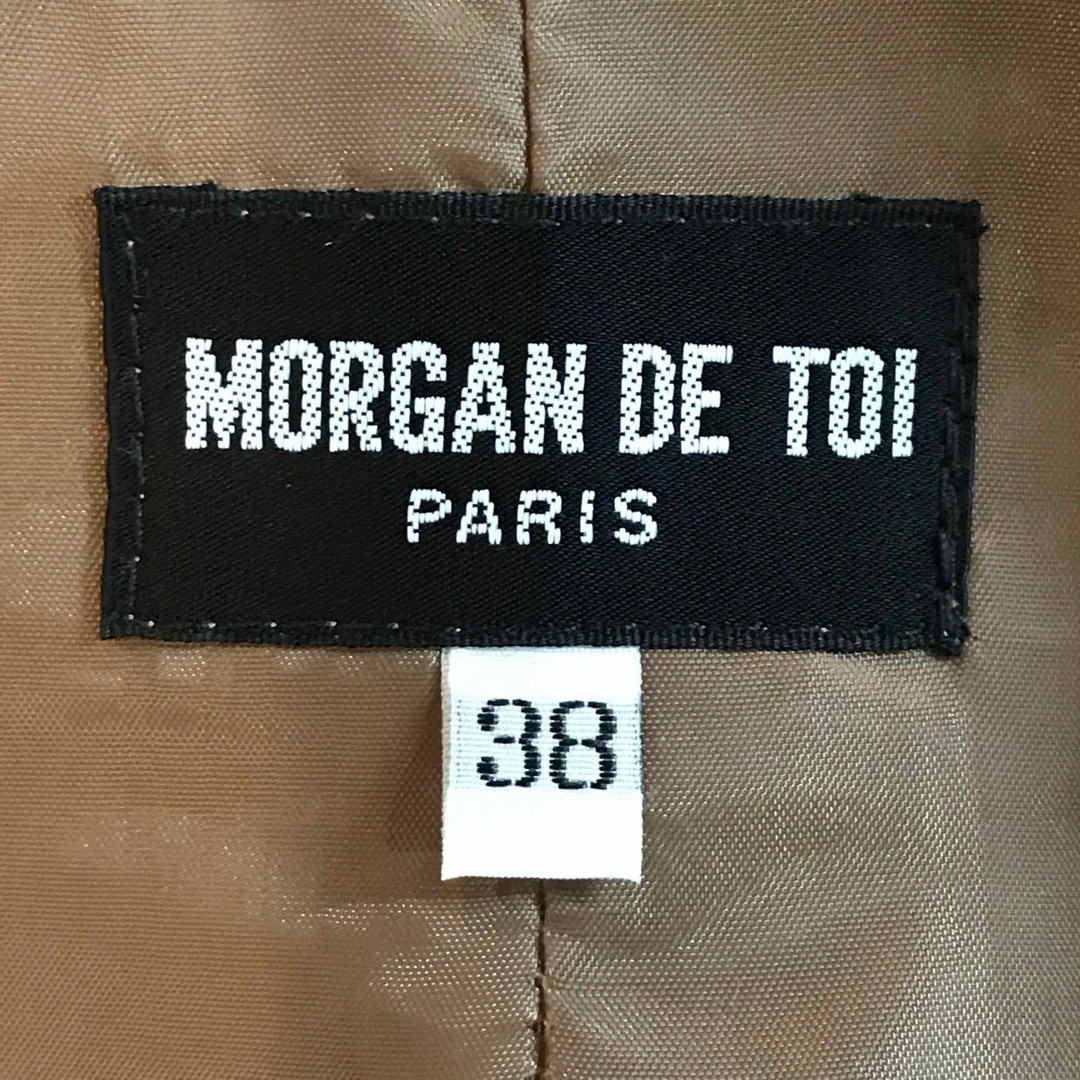 MORGAN DE TOI
PARIS
38